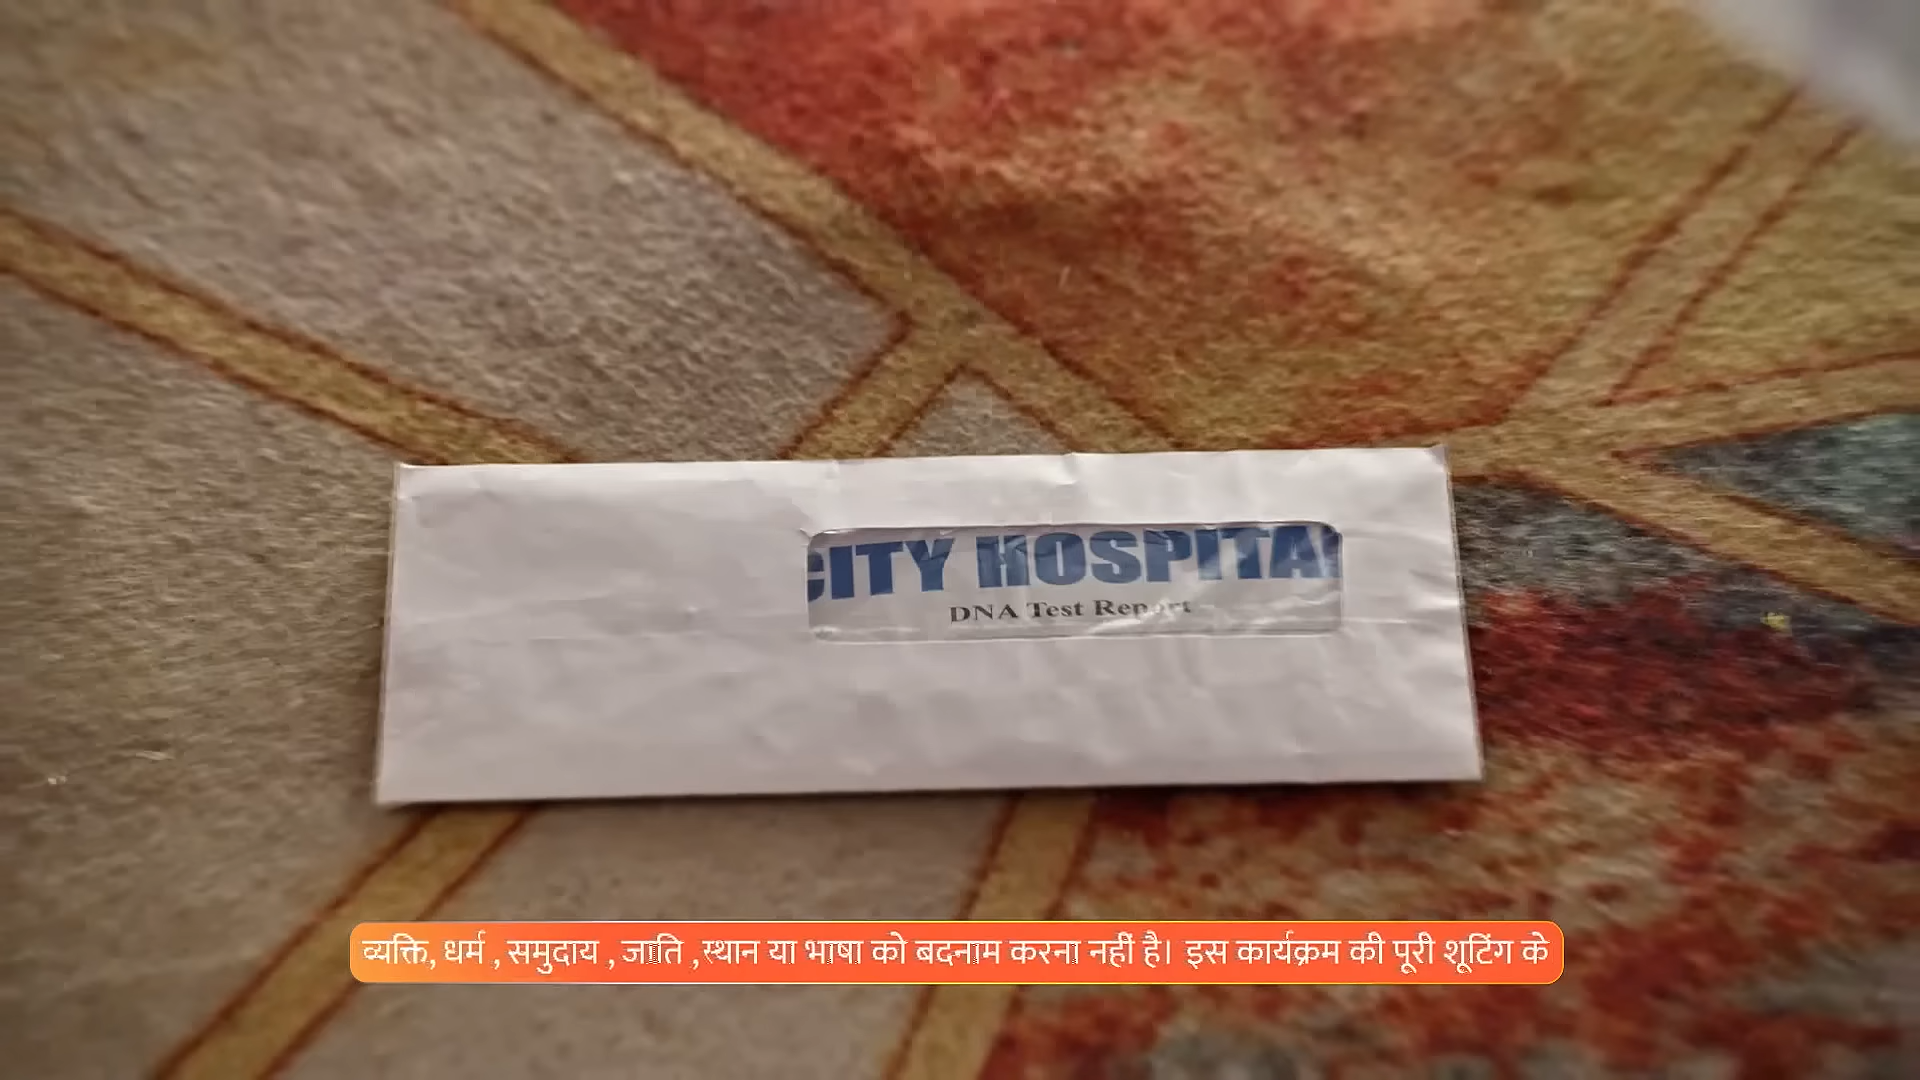 CITY HOSPITAL
DNA Test Report
व्यक्ति, धर्म , समुदाय , जाति ,स्थान या भाषा को बदनाम करना नहीं है। इस कार्यक्रम की पूरी शूटिंग के